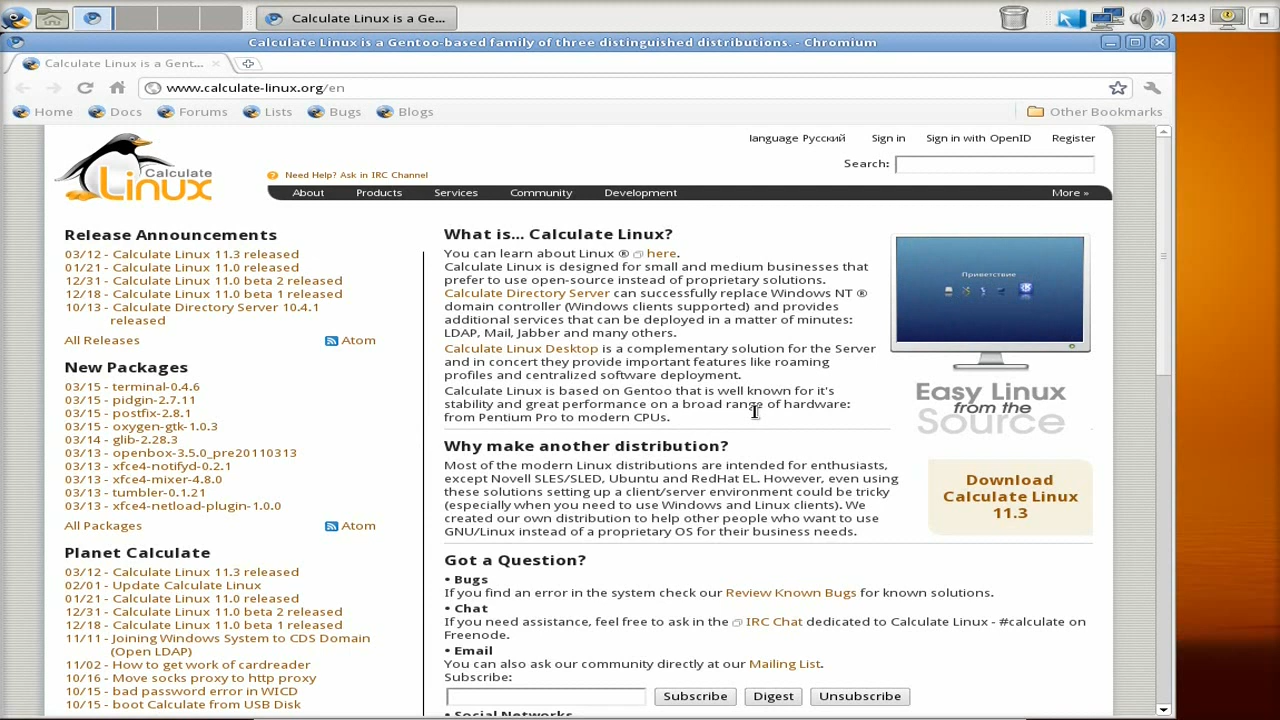 Calculate Linux is a Ge...
21:43
Calculate Linux is a Gentoo-based family of three distinguished distributions. - Chromium
Calculate Linux is a Gent...
www.calculate-linux.org/en
Home
Docs
Forums
Lists
Bugs
Blogs
Other Bookmarks
language Русский
Sign in
Sign in with OpenID
Register
Search:
Calculate
Linux
Need Help? Ask in IRC Channel
About
Products
Services
Community
Development
More »
Release Announcements
03/12 - Calculate Linux 11.3 released
01/21 - Calculate Linux 11.0 released
12/31 - Calculate Linux 11.0 beta 2 released
12/18 - Calculate Linux 11.0 beta 1 released
10/13 - Calculate Directory Server 10.4.1
released
All Releases
Atom
New Packages
03/15 - terminal-0.4.6
03/15 - pidgin-2.7.11
03/15 - postfix-2.8.1
03/15 - oxygen-gtk-1.0.3
03/14 - glib-2.28.3
03/13 - openbox-3.5.0_pre20110313
03/13 - xfce4-notifyd-0.2.1
03/13 - xfce4-mixer-4.8.0
03/13 - tumbler-0.1.21
03/13 - xfce4-netload-plugin-1.0.0
All Packages
Atom
Planet Calculate
03/12 - Calculate Linux 11.3 released
02/01 - Update Calculate Linux
01/21 - Calculate Linux 11.0 released
12/31 - Calculate Linux 11.0 beta 2 released
12/18 - Calculate Linux 11.0 beta 1 released
11/11 - Joining Windows System to CDS Domain
(Open LDAP)
11/02 - How to get work of cardreader
10/16 - Move socks proxy to http proxy
10/15 - bad password error in WICD
10/15 - boot Calculate from USB Disk
What is... Calculate Linux?
You can learn about Linux ® here.
Calculate Linux is designed for small and medium businesses that
prefer to use open-source instead of proprietary solutions.
Calculate Directory Server can successfully replace Windows NT ®
domain controller (Windows clients supported) and provides
additional services that can be deployed in a matter of minutes:
LDAP, Mail, Jabber and many others.
Calculate Linux Desktop is a complementary solution for the Server
and in concert they provide important features like roaming
profiles and centralized software deployment.
Calculate Linux is based on Gentoo that is well known for it's
stability and great performance on a broad range of hardware:
from Pentium Pro to modern CPUs.
Приветствие
Easy Linux
from the
Source
Why make another distribution?
Most of the modern Linux distributions are intended for enthusiasts,
except Novell SLES/SLED, Ubuntu and RedHat EL. However, even using
these solutions setting up a client/server environment could be tricky
(especially when you need to use Windows and Linux clients). We
created our own distribution to help other people who want to use
GNU/Linux instead of a proprietary OS for their business needs.
Download
Calculate Linux
11.3
Got a Question?
• Bugs
If you find an error in the system check our Review Known Bugs for known solutions.
• Chat
If you need assistance, feel free to ask in the IRC Chat dedicated to Calculate Linux - #calculate on
Freenode.
• Email
You can also ask our community directly at our Mailing List.
Subscribe:
Subscribe
Digest
Unsubscribe
• Social Networks